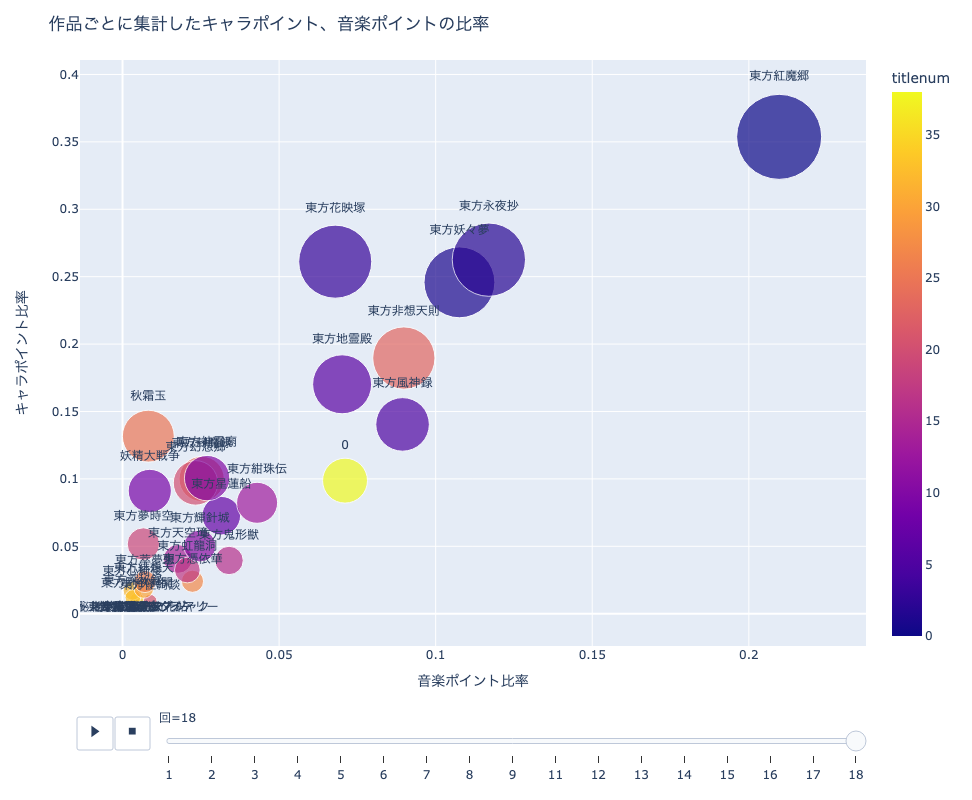 作品ごとに集計したキャラポイント、音楽ポイントの比率
titlenum
0.4
0.35
0.3
0.25
0.2
0.15
0.1
0.05
0
キャラポイント比率
東方紅魔郷
東方花映塚
東方永夜抄
東方妖々夢
東方非想天則
東方地霊殿
東方風神録
秋霜玉
0
東方幻想郷
妖精大戦争
東方紺珠伝
東方星蓮船
東方夢時空
東方輝針城
東方天空璋
東方鬼形獣
東方虹龍洞
東方憑依華
0
0.05
0.1
0.15
0.2
音楽ポイント比率
35
30
25
20
15
10
5
0
回=18
1
2
3
4
5
6
7
8
9
10
11
12
13
14
15
16
17
18